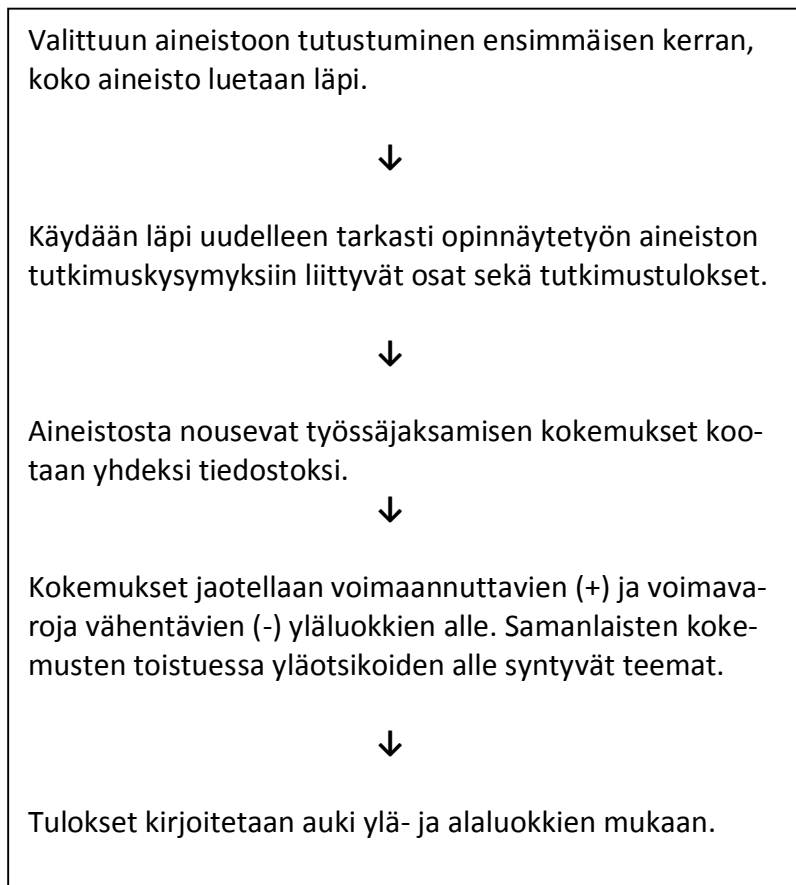 Valittuun aineistoon tutustuminen ensimmäisen kerran,
koko aineisto luetaan läpi.
↓
Käydään läpi uudelleen tarkasti opinnäytetyön aineiston
tutkimuskysymyksiin liittyvät osat sekä tutkimustulokset.
↓
Aineistosta nousevat työssäjaksamisen kokemukset koo-
taan yhdeksi tiedostoksi.
↓
Kokemukset jaotellaan voimaannuttavien (+) ja voimava-
roja vähentävien (-) yläluokkien alle. Samanlaisten koke-
musten toistuessa yläotsikoiden alle syntyvät teemat.
↓
Tulokset kirjoitetaan auki ylä- ja alaluokkien mukaan.